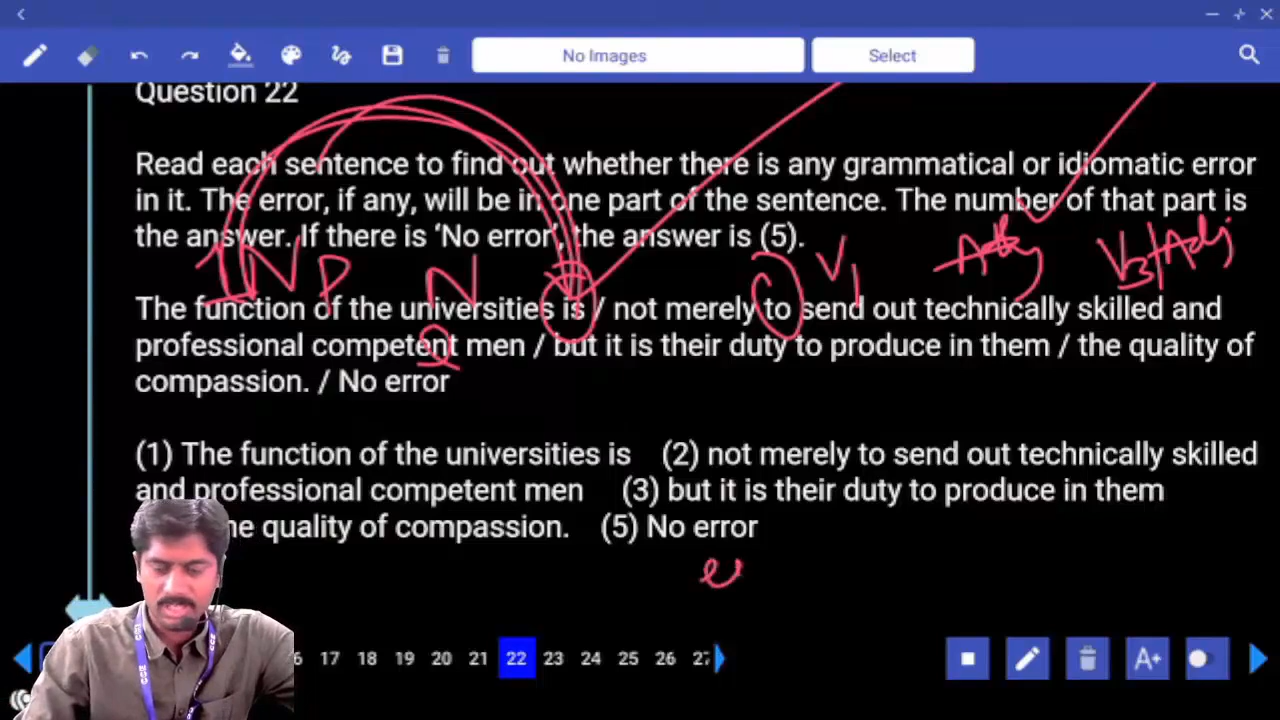 No Images
Select
Question 22
Read each sentence to find out whether there is any grammatical or idiomatic error
in it. The error, if any, will be in one part of the sentence. The number of that part is
the answer. If there is ‘No error’, the answer is (5).
N P N V1 Adj V3/Adj
The function of the universities is / not merely to send out technically skilled and
professional competent men / but it is their duty to produce in them / the quality of
compassion. / No error
(1) The function of the universities is (2) not merely to send out technically skilled
and professional competent men (3) but it is their duty to produce in them
he quality of compassion. (5) No error
6 17 18 19 20 21 22 23 24 25 26 27
A+